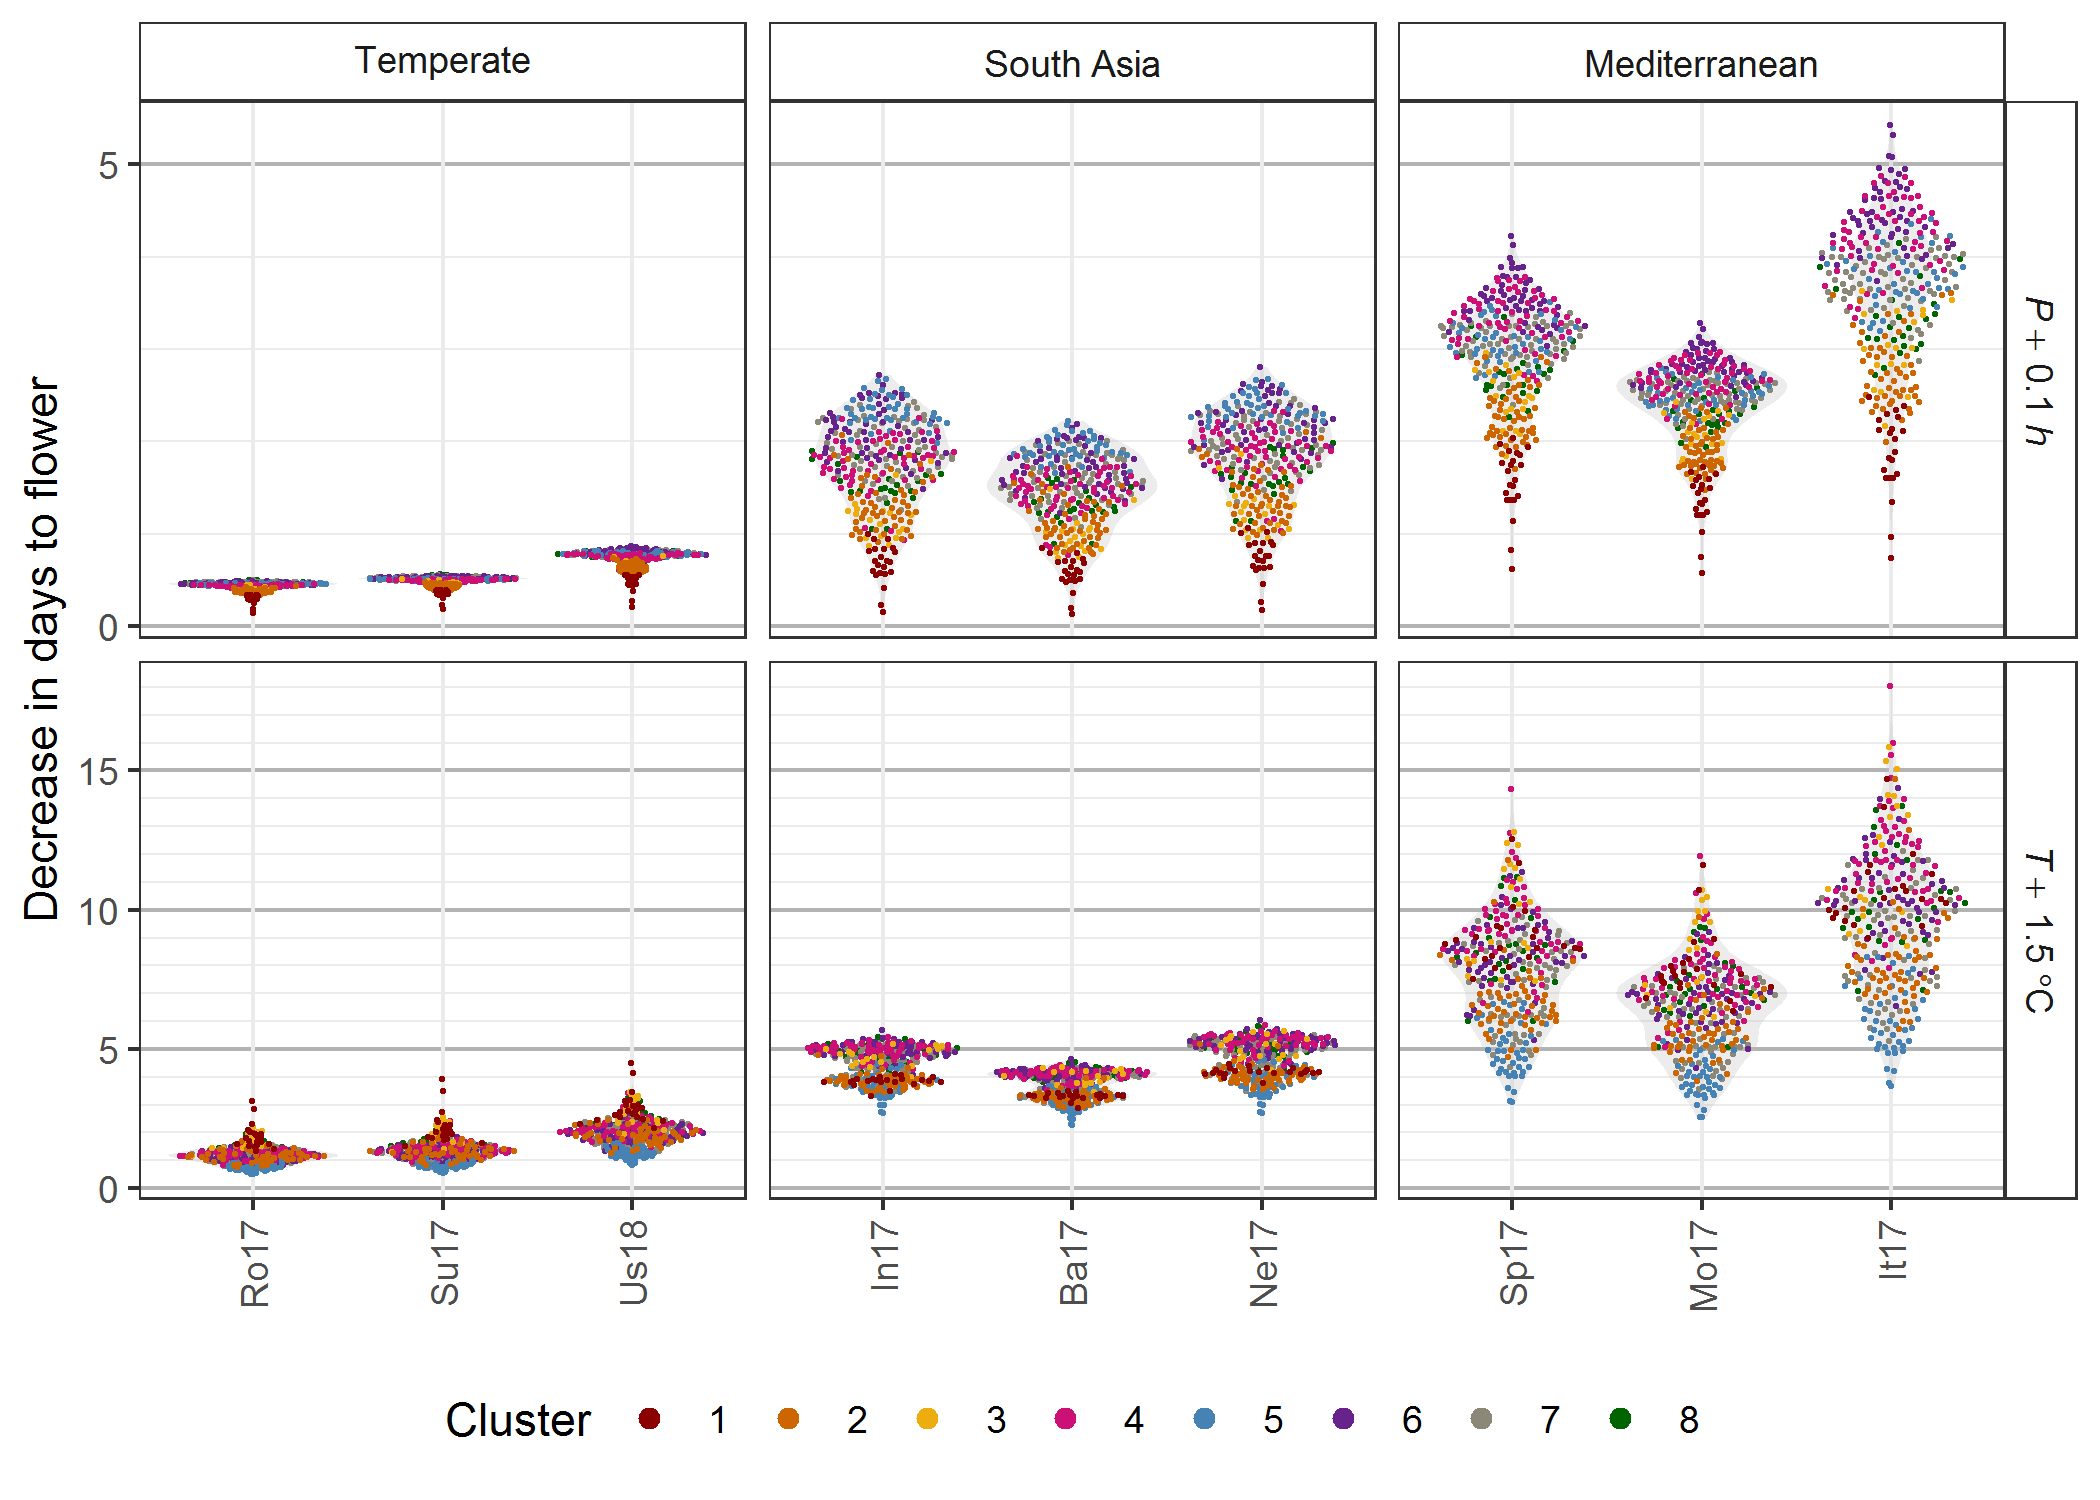 Temperate
South Asia
Mediterranean
Decrease in days to flower
5
0
P + 0.1 h
15
10
5
0
T + 1.5 °C
Ro17
Su17
Us18
In17
Ba17
Ne17
Sp17
Mo17
It17
Cluster 1 2 3 4 5 6 7 8